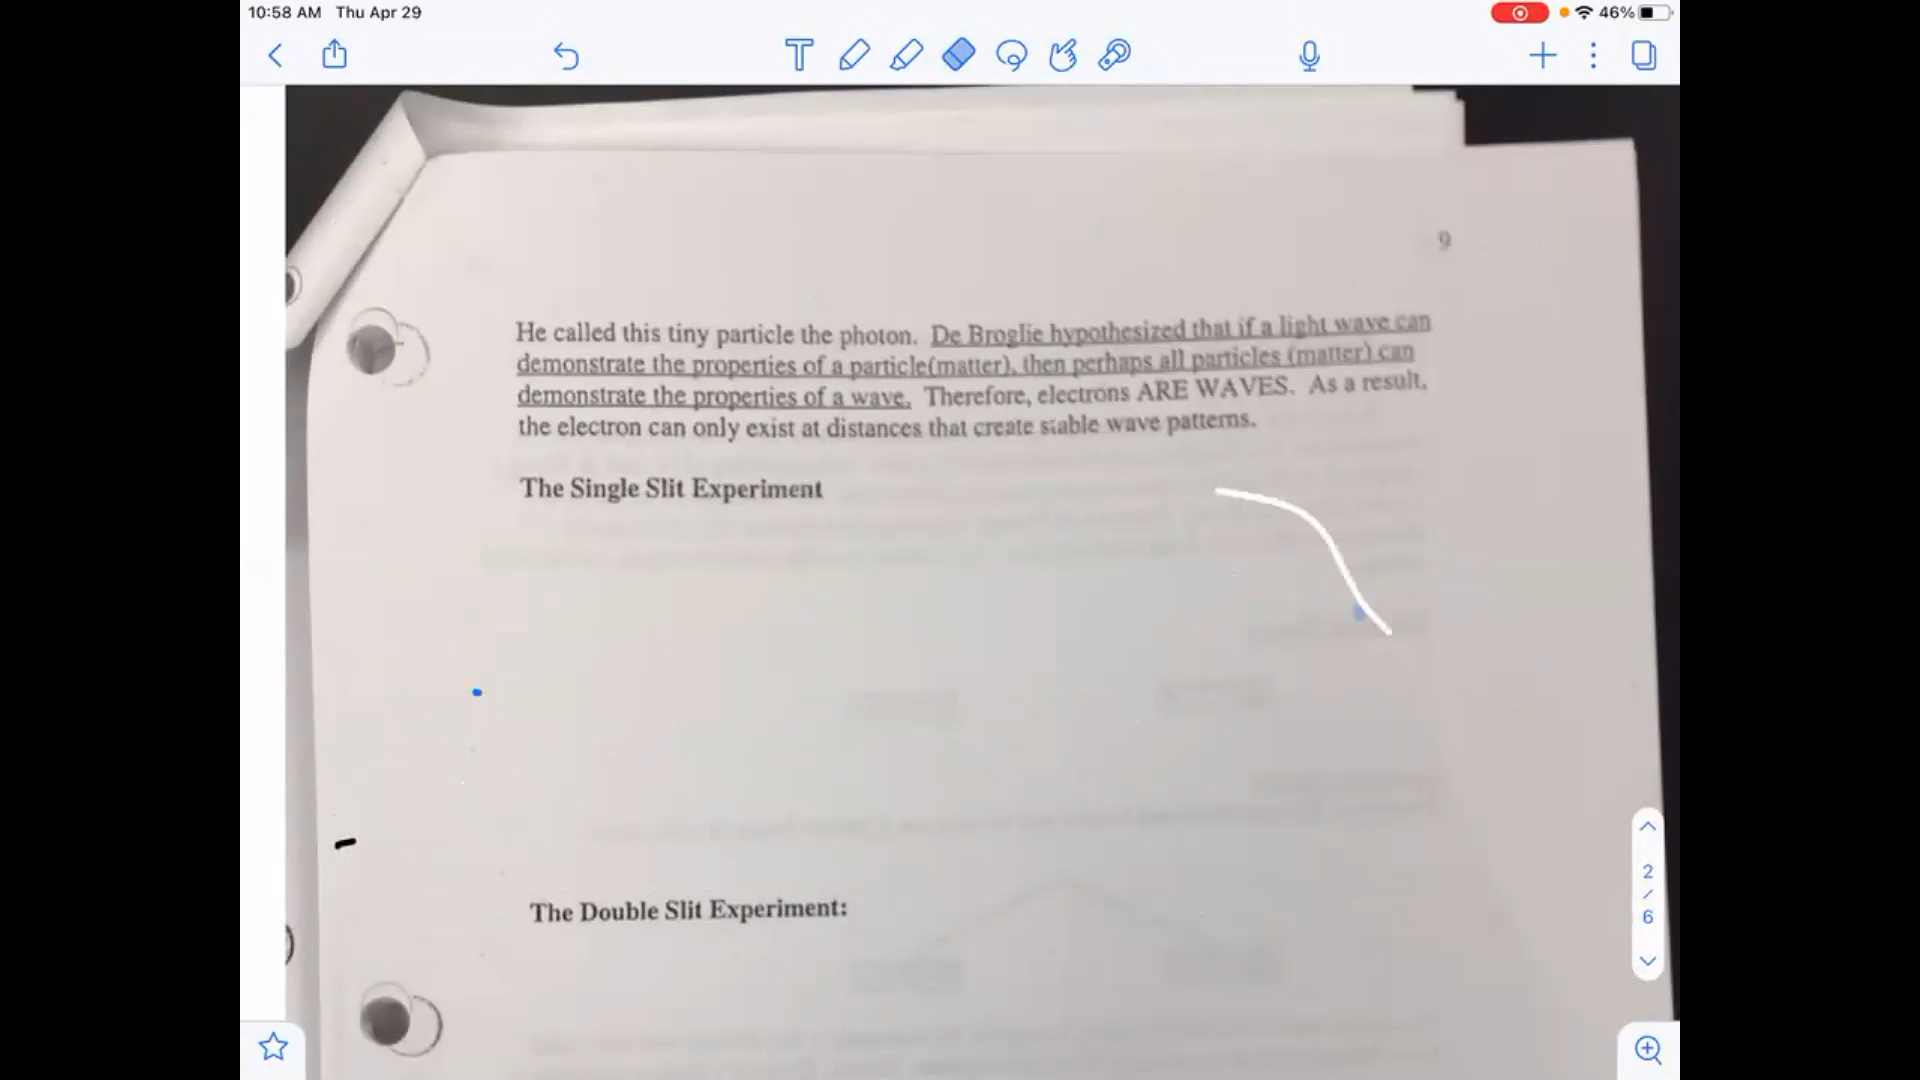 10:58 AM Thu Apr 29
46%
9
He called this tiny particle the photon. De Broglie hypothesized that if a light wave can
demonstrate the properties of a particle(matter), then perhaps all particles (matter) can
demonstrate the properties of a wave. Therefore, electrons ARE WAVES. As a result,
the electron can only exist at distances that create stable wave patterns.
The Single Slit Experiment
The Double Slit Experiment:
2
/
6